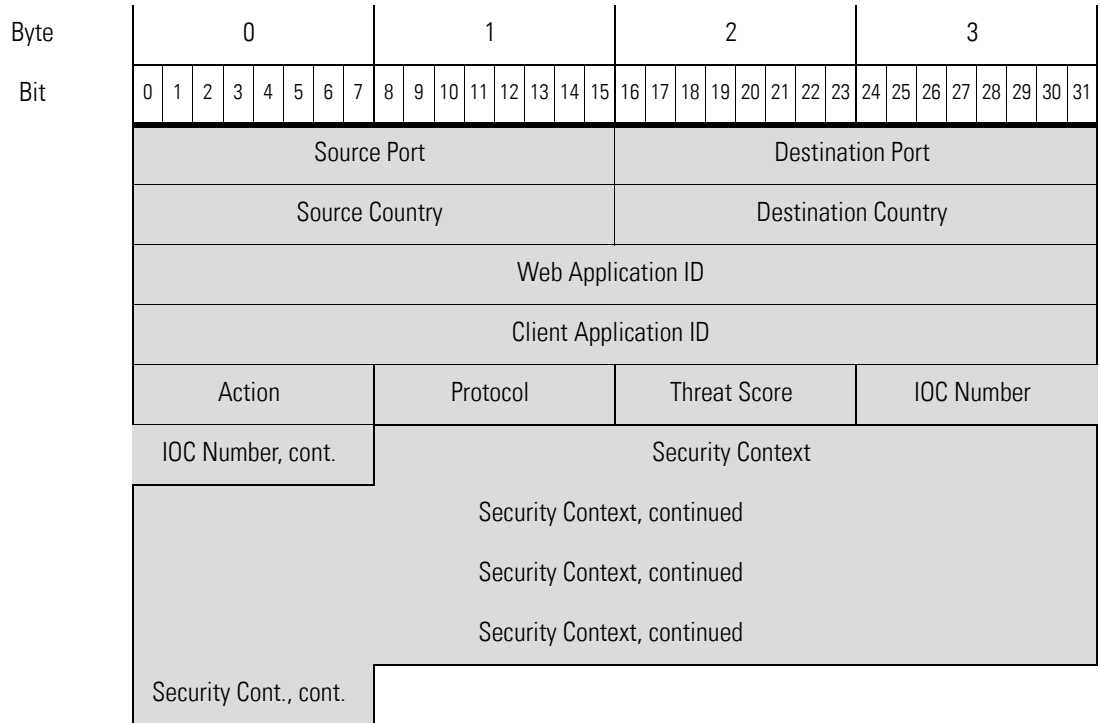 Byte 0 1 2 3
Bit 0 1 2 3 4 5 6 7 8 9 10 11 12 13 14 15 16 17 18 19 20 21 22 23 24 25 26 27 28 29 30 31
Source Port Destination Port
Source Country Destination Country
Web Application ID
Client Application ID
Action Protocol Threat Score IOC Number
IOC Number, cont. Security Context
Security Context, continued
Security Context, continued
Security Context, continued
Security Cont., cont.